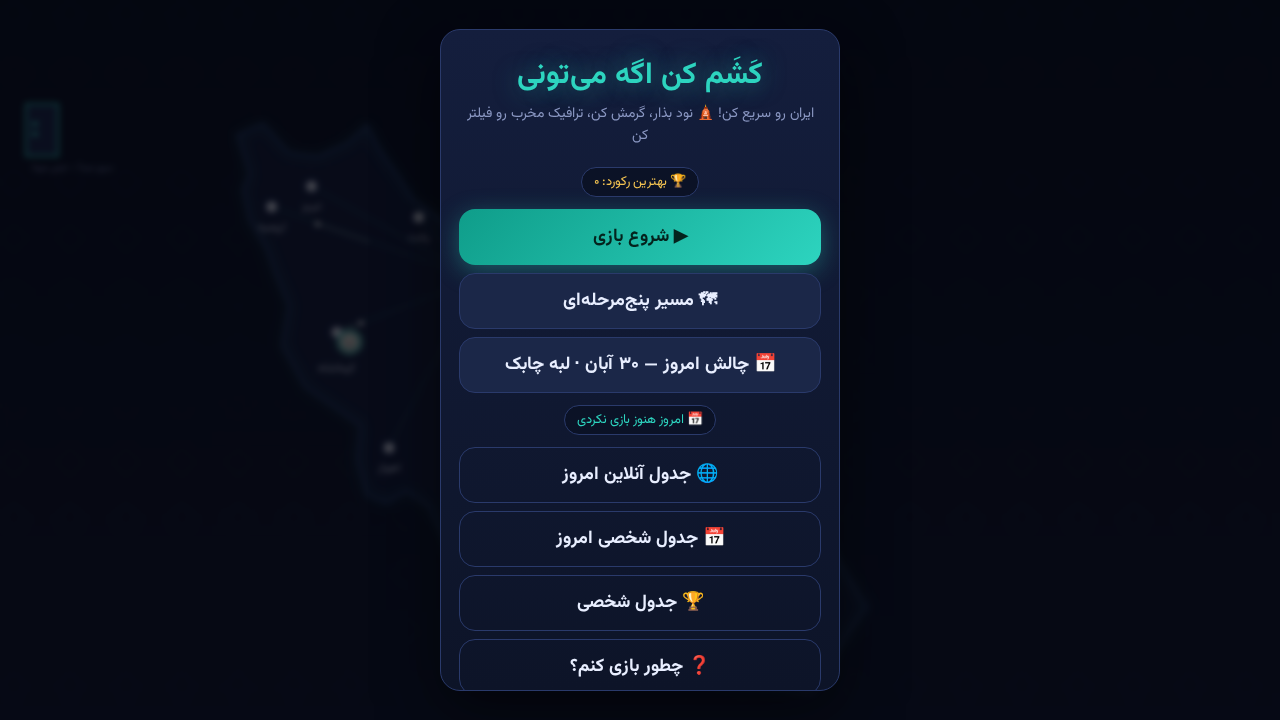 کَشَم کن اگه می‌تونی
ایران رو سریع کن! 🛕 نود بذار، گرمش کن، ترافیک مخرب رو فیلتر
کن
🏆 بهترین رکورد: ۰
▶ شروع بازی
🗺 مسیر پنج‌مرحله‌ای
📅 چالش امروز — ۳۰ آبان · لبه چابک
📅 امروز هنوز بازی نکردی
🌐 جدول آنلاین امروز
📅 جدول شخصی امروز
🏆 جدول شخصی
❓ چطور بازی کنم؟